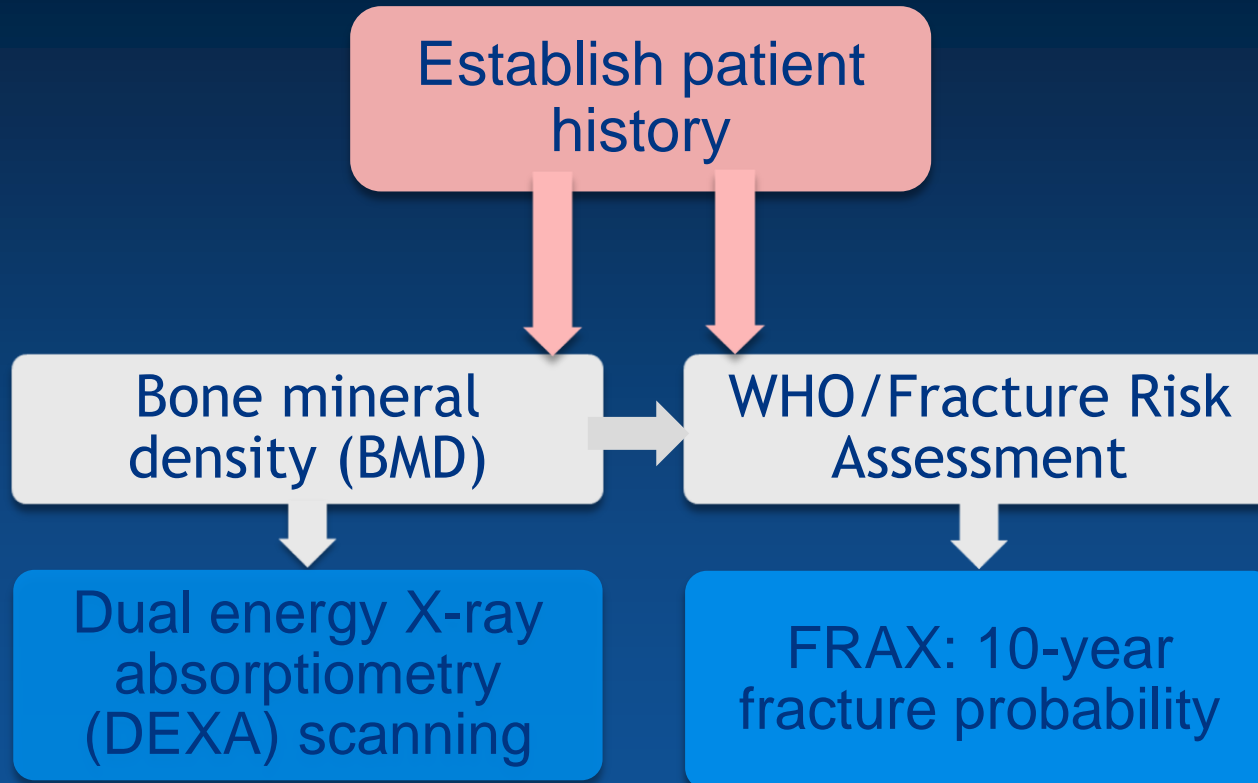 Establish patient
history
Bone mineral
density (BMD)
WHO/Fracture Risk
Assessment
Dual energy X-ray
absorptiometry
(DEXA) scanning
FRAX: 10-year
fracture probability